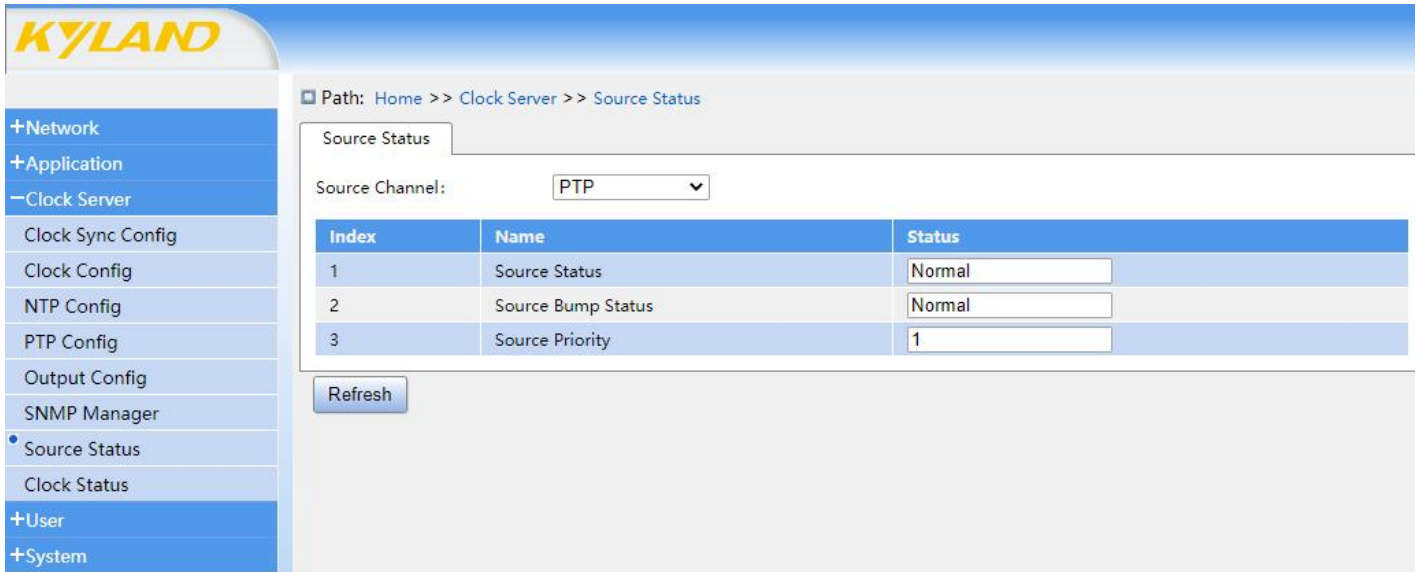 KYLAND
Path: Home >> Clock Server >> Source Status
+Network
+Application
−Clock Server
Clock Sync Config
Clock Config
NTP Config
PTP Config
Output Config
SNMP Manager
Source Status
Clock Status
+User
+System
Source Status
Source Channel: PTP
Index Name Status
1 Source Status Normal
2 Source Bump Status Normal
3 Source Priority 1
Refresh